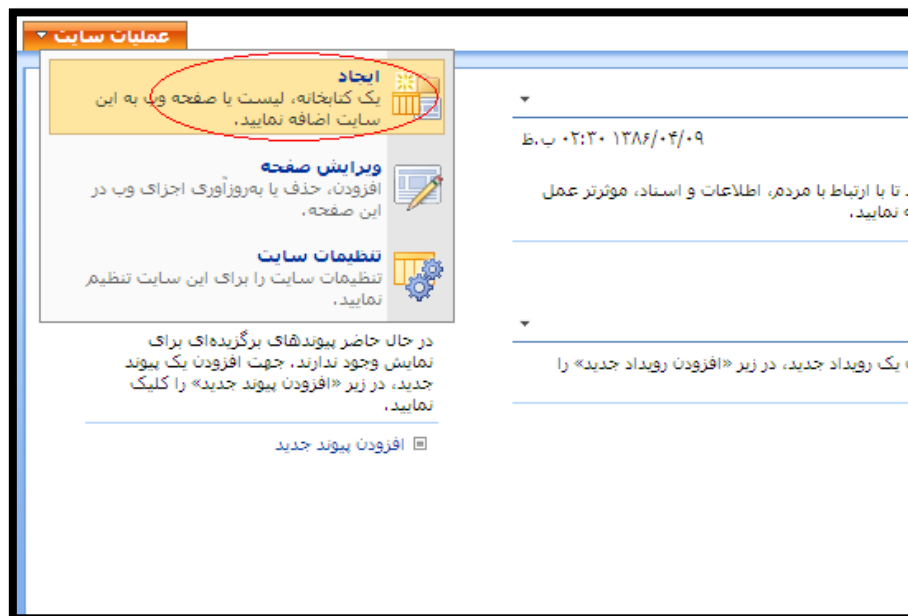 عملیات سایت
ایجاد
یک کتابخانه، لیست یا صفحه وب به این
سایت اضافه نمایید.
ویرایش صفحه
افزودن، حذف یا به‌روزآوری اجزای وب در
این صفحه.
تنظیمات سایت
تنظیمات سایت را برای این سایت تنظیم
نمایید.
۱۳۸۶/۰۴/۰۹ ۰۲:۳۰ ب.ظ
تا با ارتباط با مردم، اطلاعات و اسناد، موثرتر عمل
نمایید.
یک رویداد جدید، در زیر «افزودن رویداد جدید» را
در حال حاضر پیوندهای برگزیده‌ای برای
نمایش وجود ندارند. جهت افزودن یک پیوند
جدید، در زیر «افزودن پیوند جدید» را کلیک
نمایید.
افزودن پیوند جدید